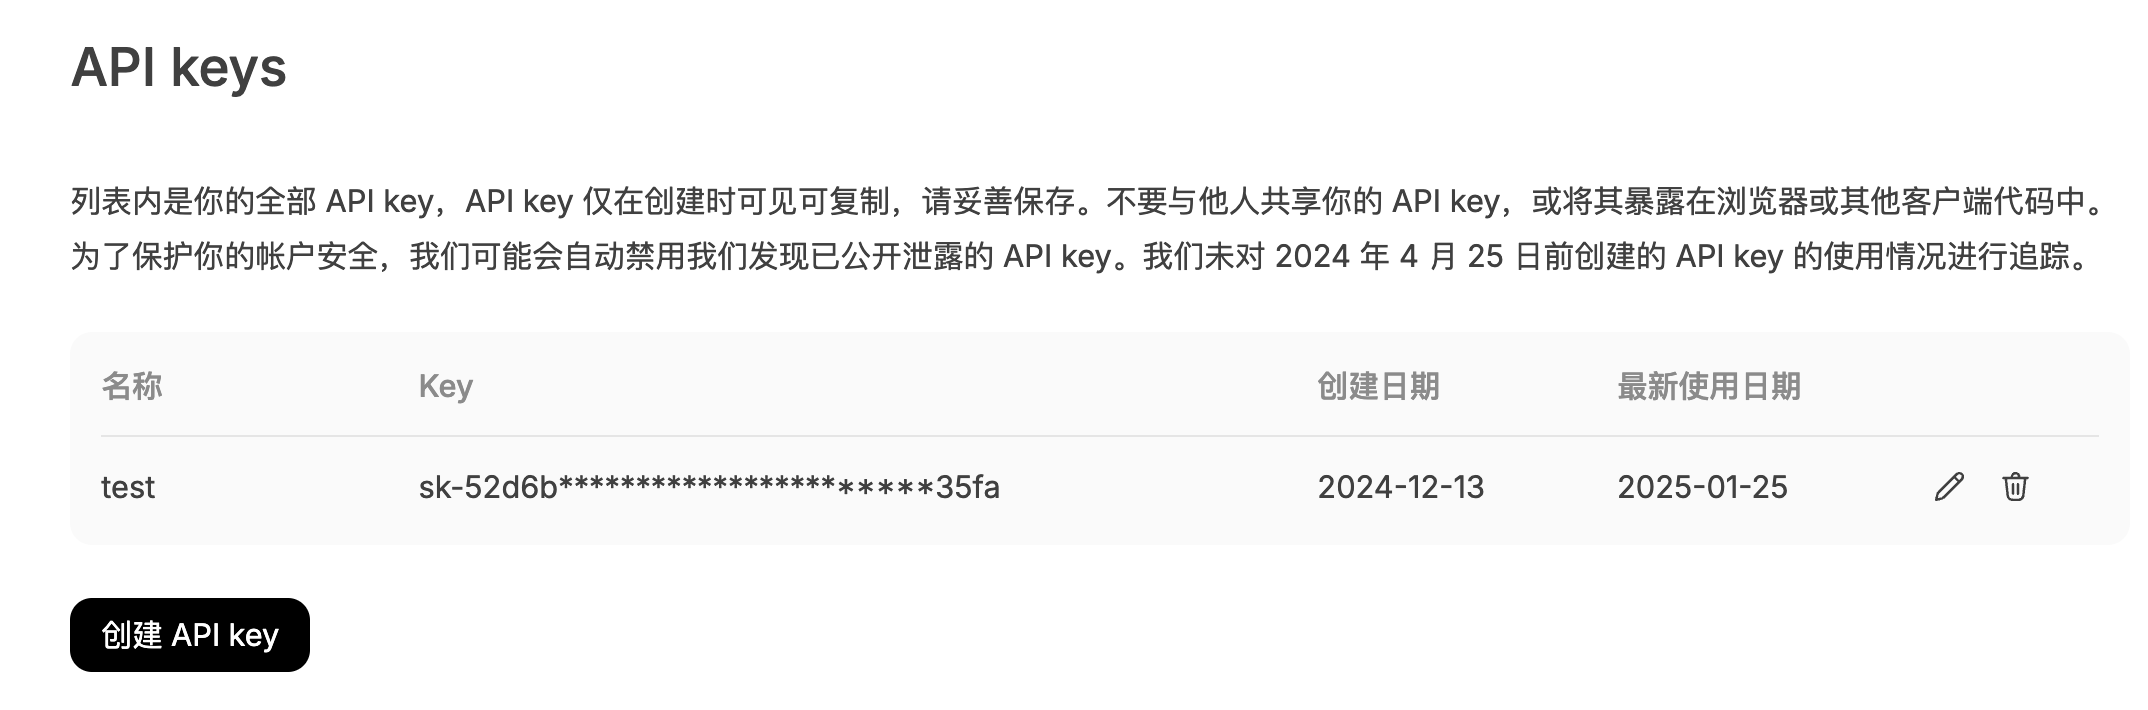 API keys
列表内是你的全部 API key，API key 仅在创建时可见可复制，请妥善保存。不要与他人共享你的 API key，或将其暴露在浏览器或其他客户端代码中。
为了保护你的帐户安全，我们可能会自动禁用我们发现已公开泄露的 API key。我们未对 2024 年 4 月 25 日前创建的 API key 的使用情况进行追踪。
名称 Key 创建日期 最新使用日期
test sk-52d6b************************35fa 2024-12-13 2025-01-25
创建 API key